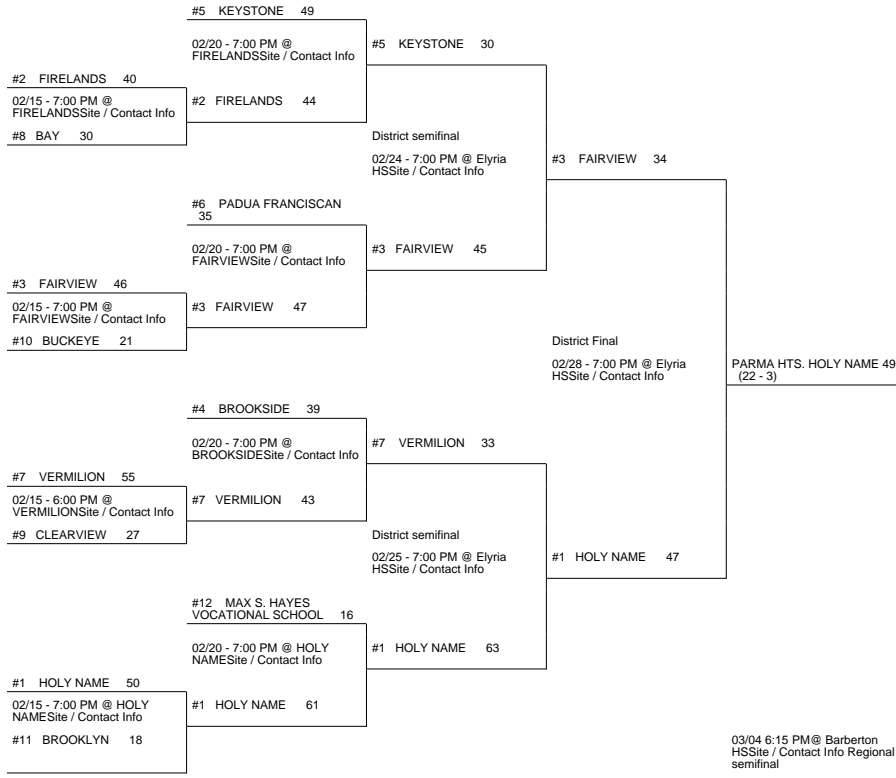 #5 KEYSTONE 49
02/20 - 7:00 PM @
FIRELANDSSite / Contact Info
#5 KEYSTONE 30
#2 FIRELANDS 40
02/15 - 7:00 PM @
FIRELANDSSite / Contact Info
#2 FIRELANDS 44
#8 BAY 30
District semifinal
02/24 - 7:00 PM @ Elyria
HSSite / Contact Info
#3 FAIRVIEW 34
#6 PADUA FRANCISCAN
35
02/20 - 7:00 PM @
FAIRVIEWSite / Contact Info
#3 FAIRVIEW 45
#3 FAIRVIEW 46
02/15 - 7:00 PM @
FAIRVIEWSite / Contact Info
#3 FAIRVIEW 47
#10 BUCKEYE 21
District Final
02/28 - 7:00 PM @ Elyria
HSSite / Contact Info
PARMA HTS. HOLY NAME 49
(22 - 3)
#4 BROOKSIDE 39
02/20 - 7:00 PM @
BROOKSIDESite / Contact Info
#7 VERMILION 33
#7 VERMILION 55
02/15 - 6:00 PM @
VERMILIONSite / Contact Info
#7 VERMILION 43
#9 CLEARVIEW 27
District semifinal
02/25 - 7:00 PM @ Elyria
HSSite / Contact Info
#1 HOLY NAME 47
#12 MAX S. HAYES
VOCATIONAL SCHOOL 16
02/20 - 7:00 PM @ HOLY
NAMESite / Contact Info
#1 HOLY NAME 63
#1 HOLY NAME 50
02/15 - 7:00 PM @ HOLY
NAMESite / Contact Info
#1 HOLY NAME 61
#11 BROOKLYN 18
03/04 6:15 PM@ Barberton
HSSite / Contact Info Regional
semifinal